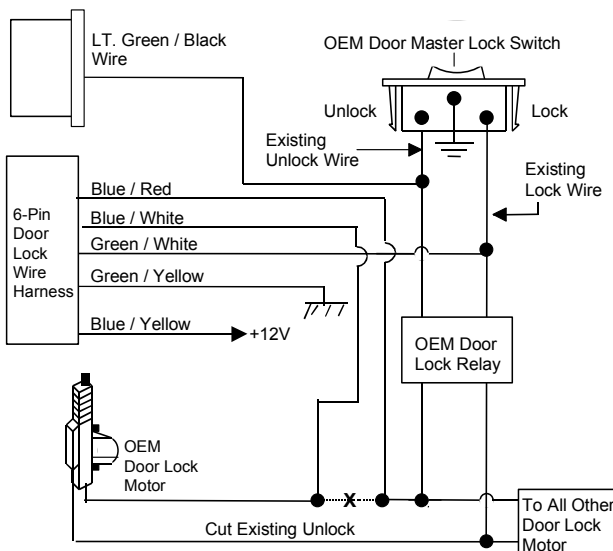 LT. Green / Black
Wire
OEM Door Master Lock Switch
Unlock
Lock
Existing
Unlock Wire
Existing
Lock Wire
6-Pin
Door
Lock
Wire
Harness
Blue / Red
Blue / White
Green / White
Green / Yellow
Blue / Yellow
+12V
OEM Door
Lock Relay
OEM
Door Lock
Motor
X
Cut Existing Unlock
To All Other
Door Lock
Motor